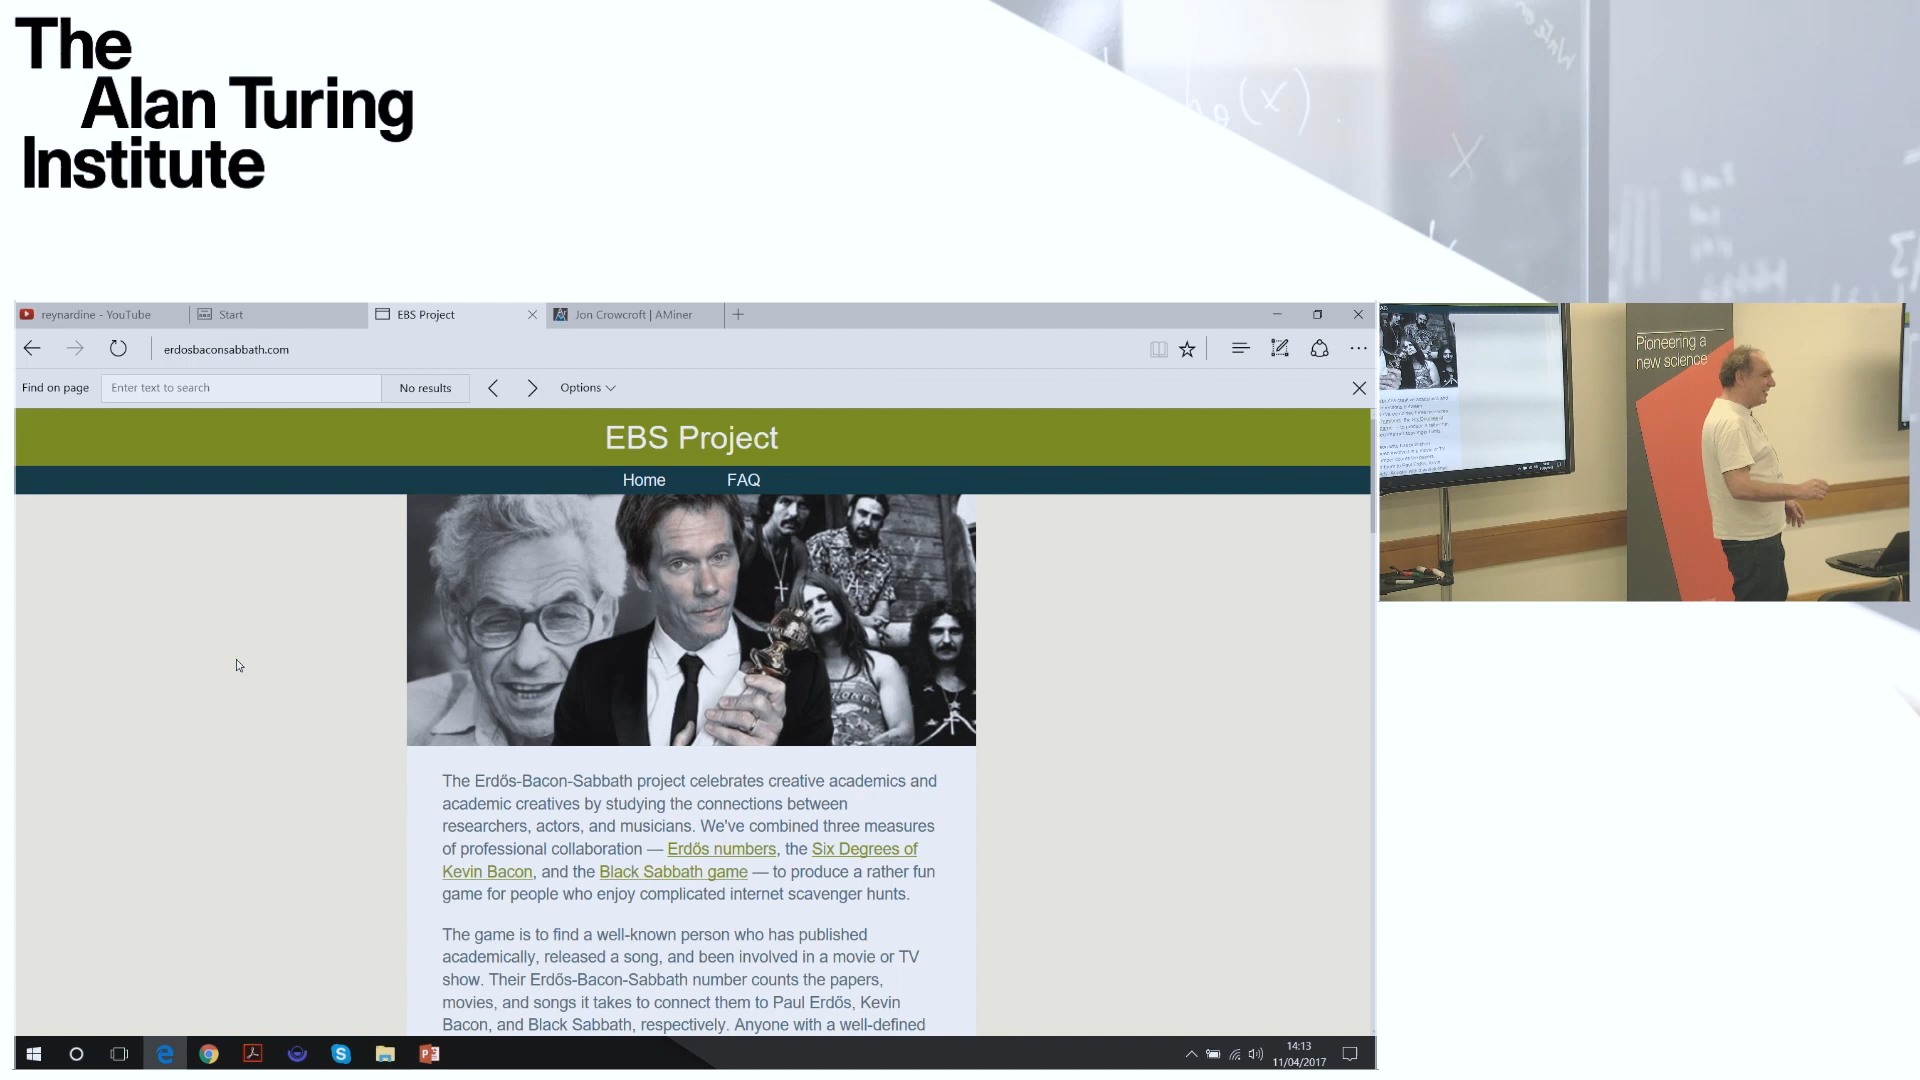 The
Alan Turing
Institute
reynardine - YouTube
Start
EBS Project
Jon Crowcroft | AMiner
erdosbaconsabbath.com
Find on page
Enter text to search
No results
Options
EBS Project
Home
FAQ
The Erdős-Bacon-Sabbath project celebrates creative academics and
academic creatives by studying the connections between
researchers, actors, and musicians. We've combined three measures
of professional collaboration — Erdős numbers, the Six Degrees of
Kevin Bacon, and the Black Sabbath game — to produce a rather fun
game for people who enjoy complicated internet scavenger hunts.
The game is to find a well-known person who has published
academically, released a song, and been involved in a movie or TV
show. Their Erdős-Bacon-Sabbath number counts the papers,
movies, and songs it takes to connect them to Paul Erdős, Kevin
Bacon, and Black Sabbath, respectively. Anyone with a well-defined
14:13
11/04/2017
Pioneering a
new science